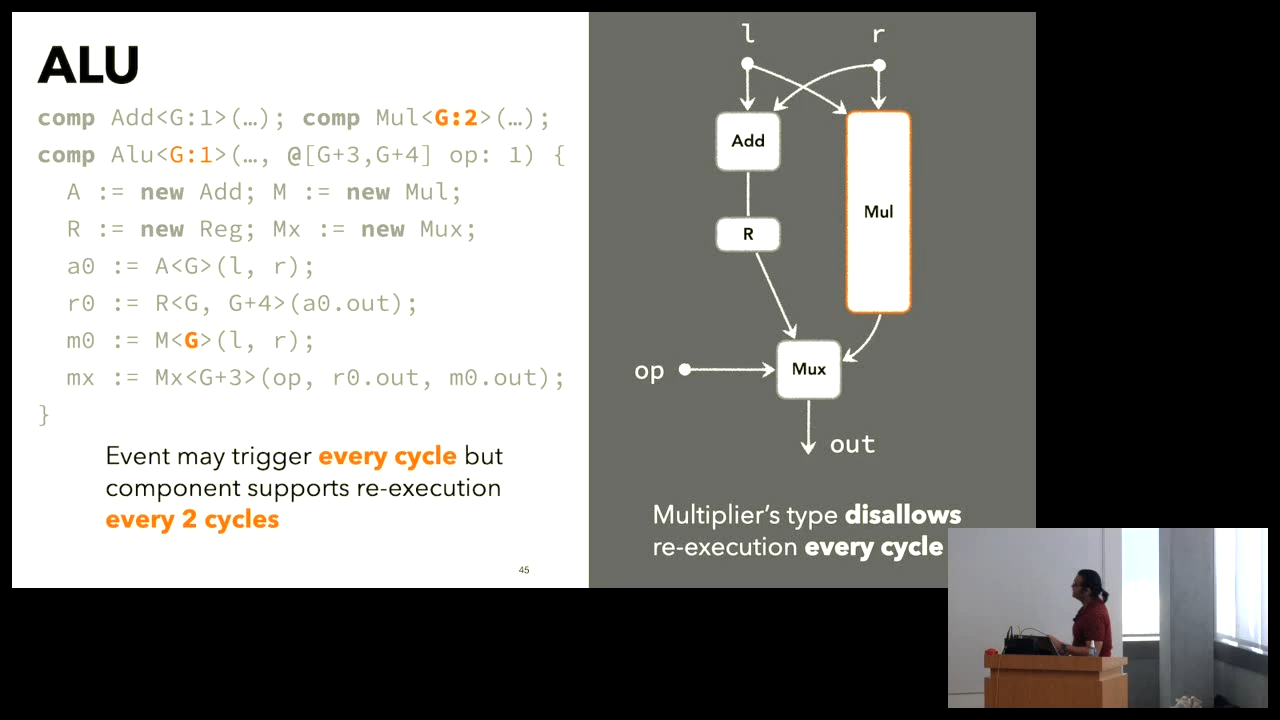 ALU
comp Add<G:1>(…); comp Mul<G:2>(…);
comp Alu<G:1>(…, @[G+3,G+4] op: 1) {
A := new Add; M := new Mul;
R := new Reg; Mx := new Mux;
a0 := A<G>(l, r);
r0 := R<G, G+4>(a0.out);
m0 := M<G>(l, r);
mx := Mx<G+3>(op, r0.out, m0.out);
}
Event may trigger every cycle but
component supports re-execution
every 2 cycles
45
l r
Add
Mul
R
op
Mux
out
Multiplier’s type disallows
re-execution every cycle